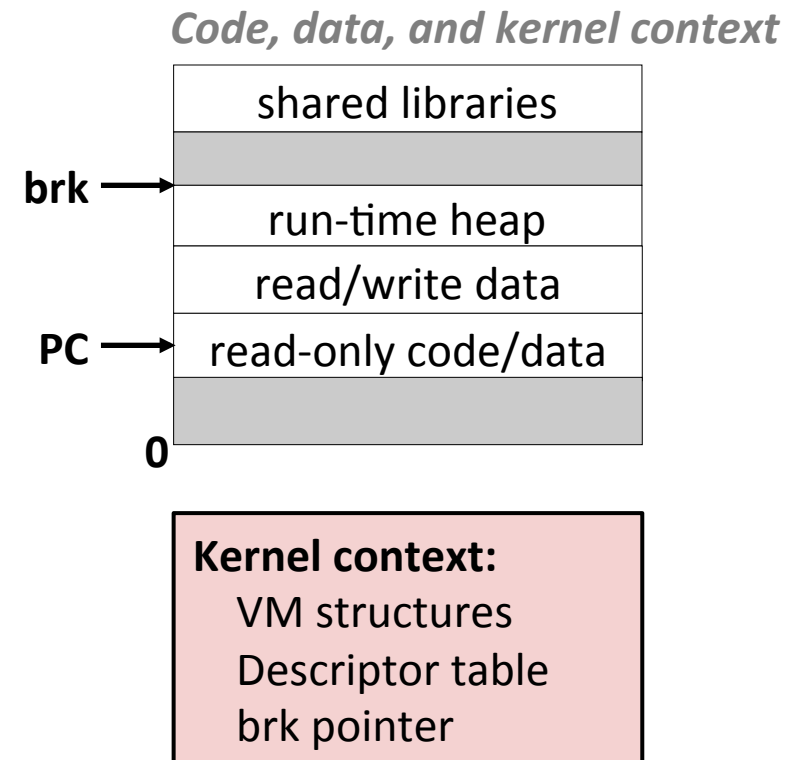 Code, data, and kernel context
shared libraries
brk
run-time heap
read/write data
PC
read-only code/data
0
Kernel context:
VM structures
Descriptor table
brk pointer